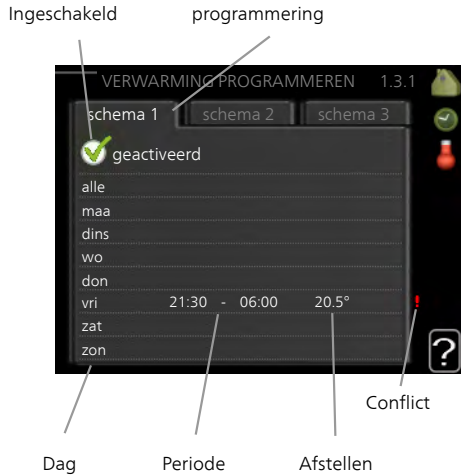 Ingeschakeld programmering
VERWARMING PROGRAMMEREN 1.3.1
schema 1 schema 2 schema 3
geactiveerd
alle
maa
dins
wo
don
vri 21:30 - 06:00 20.5° !
zat
zon
?
Conflict
Dag Periode Afstellen